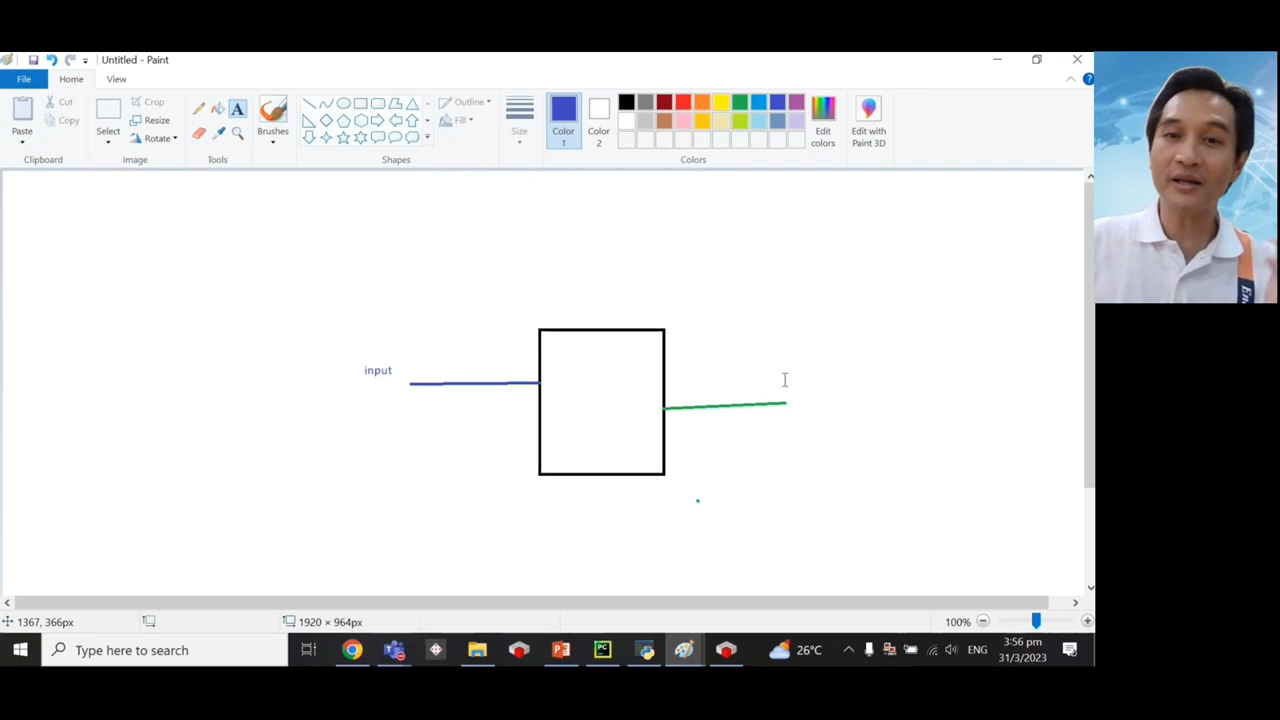 Untitled - Paint
File
Home
View
Paste
Cut
Copy
Clipboard
Select
Crop
Resize
Rotate
Image
A
Tools
Brushes
Outline
Fill
Shapes
Size
Color
1
Color
2
Edit
colors
Edit with
Paint 3D
Colors
input
1367, 366px
1920 × 964px
100%
Type here to search
26°C
ENG
3:56 pm
31/3/2023